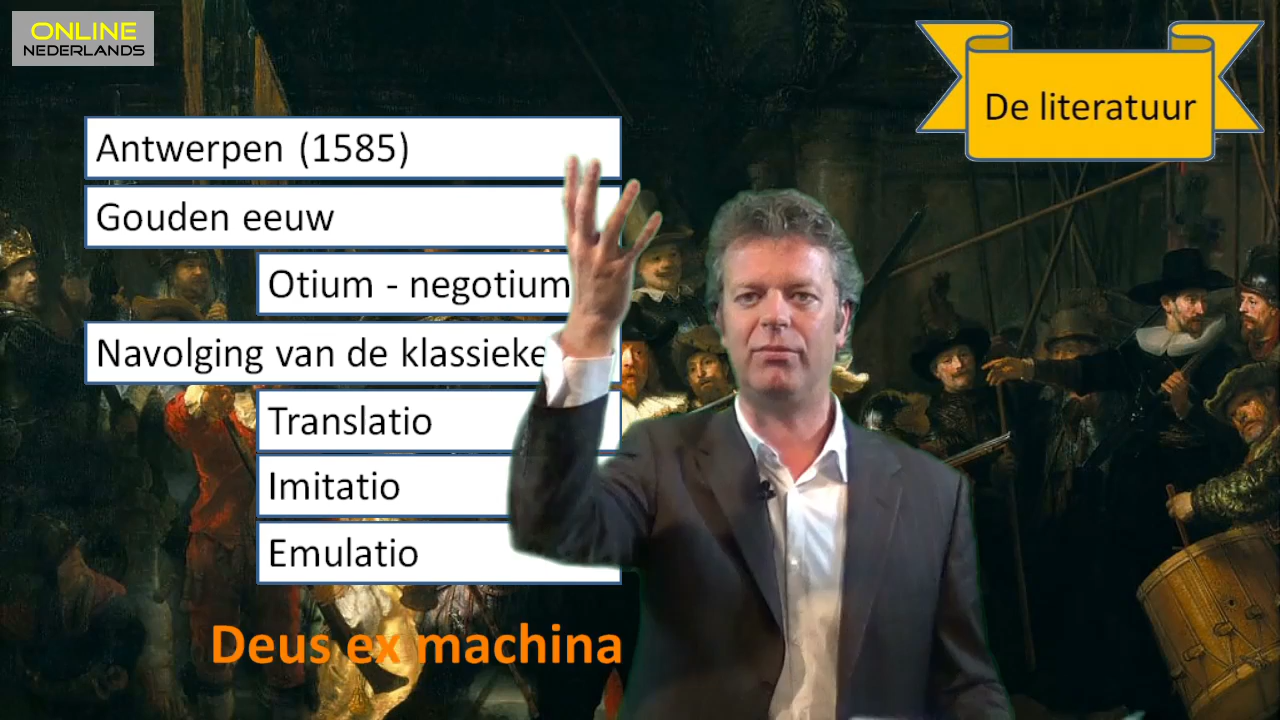 ONLINE
NEDERLANDS
De literatuur
Antwerpen (1585)
Gouden eeuw
Otium - negotium
Navolging van de klassieke
Translatio
Imitatio
Emulatio
Deus ex machina